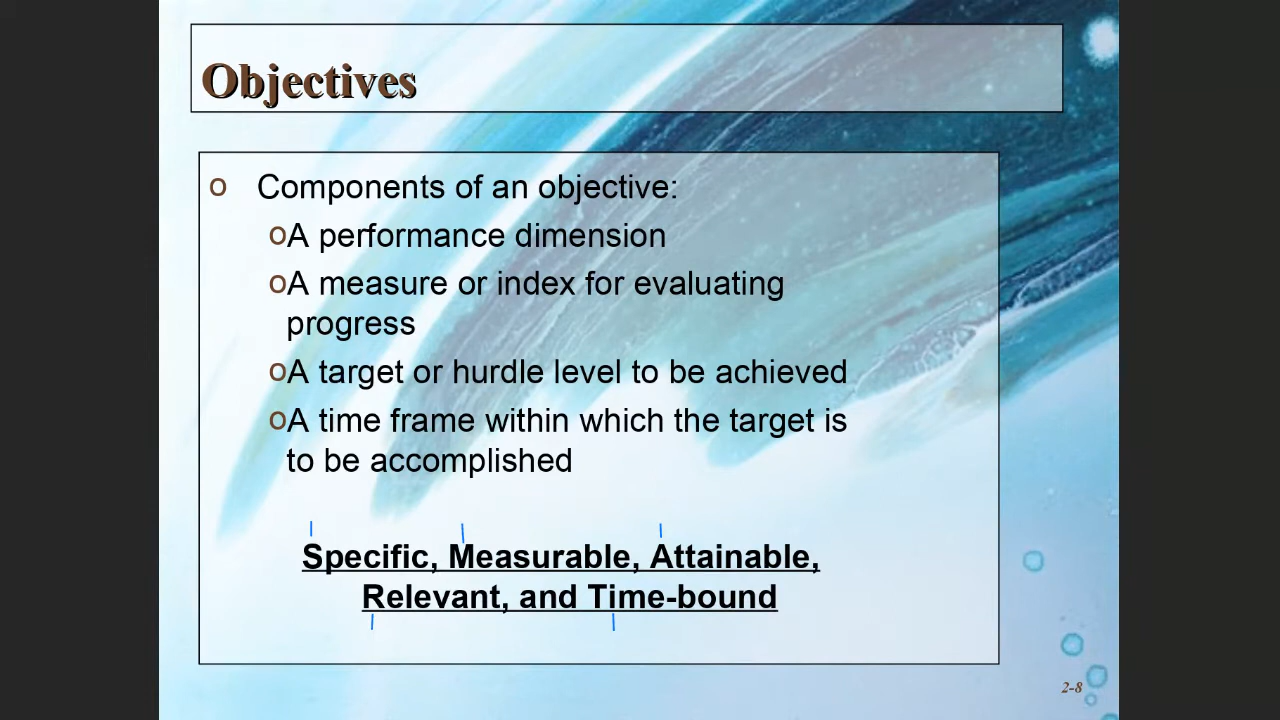 Objectives
o Components of an objective:
oA performance dimension
oA measure or index for evaluating
progress
oA target or hurdle level to be achieved
oA time frame within which the target is
to be accomplished
Specific, Measurable, Attainable,
Relevant, and Time-bound
2-8